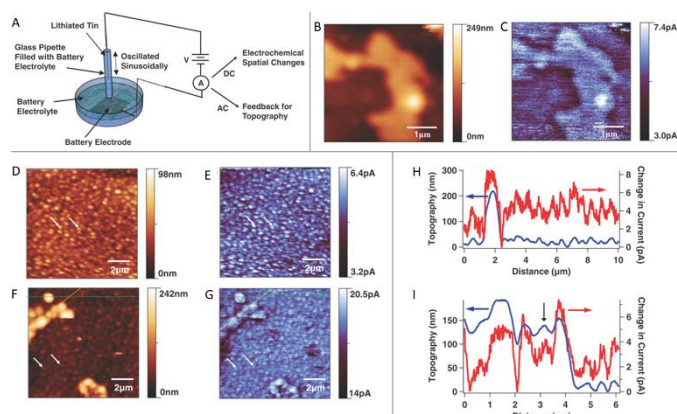 A
Lithiated Tin
Glass Pipette
Filled with Battery
Electrolyte
Oscillated
Sinusoidally
Battery
Electrolyte
Battery Electrode
V
A
DC
AC
Electrochemical
Spatial Changes
Feedback for
Topography
B
249nm
0nm
1μm
C
7.4pA
3.0pA
1μm
D
98nm
0nm
2μm
E
6.4pA
3.2pA
2μm
F
242nm
0nm
2μm
G
20.5pA
14pA
2μm
H
Topography (nm)
300
200
100
0
0 2 4 6 8 10
Distance (μm)
8
6
4
2
0
Change in
Current (pA)
I
Topography (nm)
150
100
50
0
0 1 2 3 4 5 6
6
4
2
0
Change in
Current (pA)